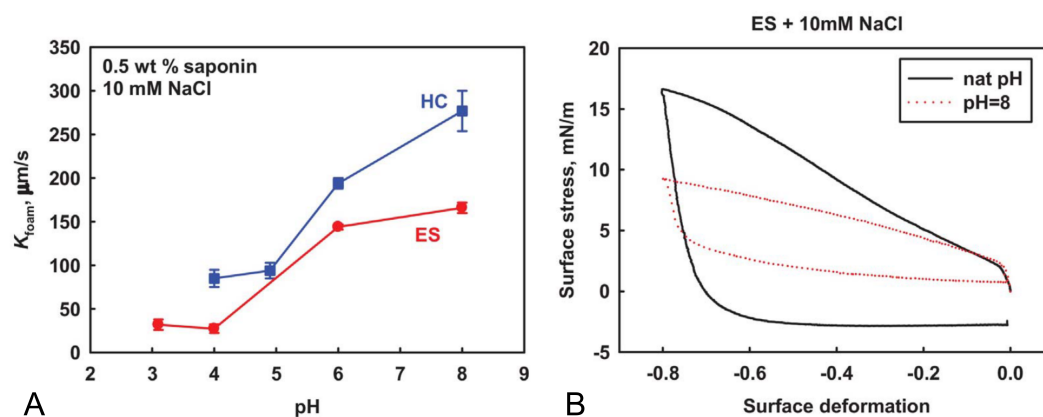 350
300
250
200
150
100
50
0
K foam, μm/s
0.5 wt % saponin
10 mM NaCl
HC
ES
2 3 4 5 6 7 8 9
pH
A
ES + 10mM NaCl
20
15
10
5
0
-5
Surface stress, mN/m
nat pH
pH=8
-0.8 -0.6 -0.4 -0.2 0.0
Surface deformation
B